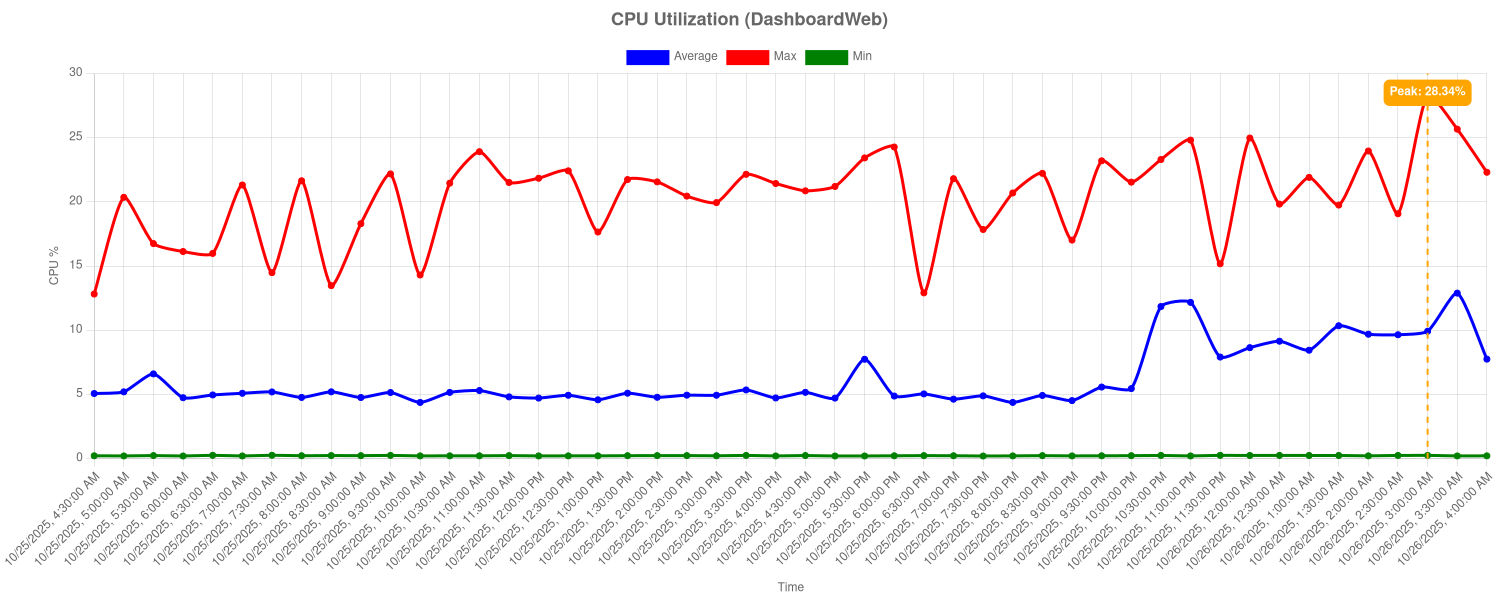 CPU Utilization (DashboardWeb)
Average Max Min
30
25
20
15
10
5
0
CPU %
Peak: 28.34%
10/25/2025, 4:30:00 AM
10/25/2025, 5:00:00 AM
10/25/2025, 5:30:00 AM
10/25/2025, 6:00:00 AM
10/25/2025, 6:30:00 AM
10/25/2025, 7:00:00 AM
10/25/2025, 7:30:00 AM
10/25/2025, 8:00:00 AM
10/25/2025, 8:30:00 AM
10/25/2025, 9:00:00 AM
10/25/2025, 9:30:00 AM
10/25/2025, 10:00:00 AM
10/25/2025, 10:30:00 AM
10/25/2025, 11:00:00 AM
10/25/2025, 11:30:00 AM
10/25/2025, 12:00:00 PM
10/25/2025, 12:30:00 PM
10/25/2025, 1:00:00 PM
10/25/2025, 1:30:00 PM
10/25/2025, 2:00:00 PM
10/25/2025, 2:30:00 PM
10/25/2025, 3:00:00 PM
10/25/2025, 3:30:00 PM
10/25/2025, 4:00:00 PM
10/25/2025, 4:30:00 PM
10/25/2025, 5:00:00 PM
10/25/2025, 5:30:00 PM
10/25/2025, 6:00:00 PM
10/25/2025, 6:30:00 PM
10/25/2025, 7:00:00 PM
10/25/2025, 7:30:00 PM
10/25/2025, 8:00:00 PM
10/25/2025, 8:30:00 PM
10/25/2025, 9:00:00 PM
10/25/2025, 9:30:00 PM
10/25/2025, 10:00:00 PM
10/25/2025, 10:30:00 PM
10/25/2025, 11:00:00 PM
10/25/2025, 11:30:00 PM
10/26/2025, 12:00:00 AM
10/26/2025, 12:30:00 AM
10/26/2025, 1:00:00 AM
10/26/2025, 1:30:00 AM
10/26/2025, 2:00:00 AM
10/26/2025, 2:30:00 AM
10/26/2025, 3:00:00 AM
10/26/2025, 3:30:00 AM
10/26/2025, 4:00:00 AM
Time